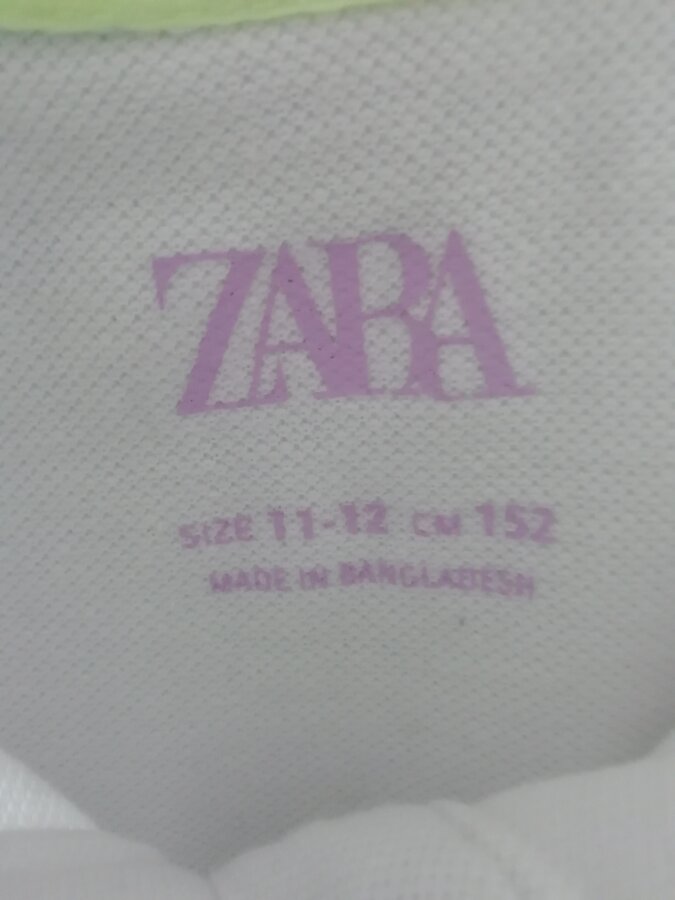 ZARA
SIZE 11-12 CM 152
MADE IN BANGLADESH